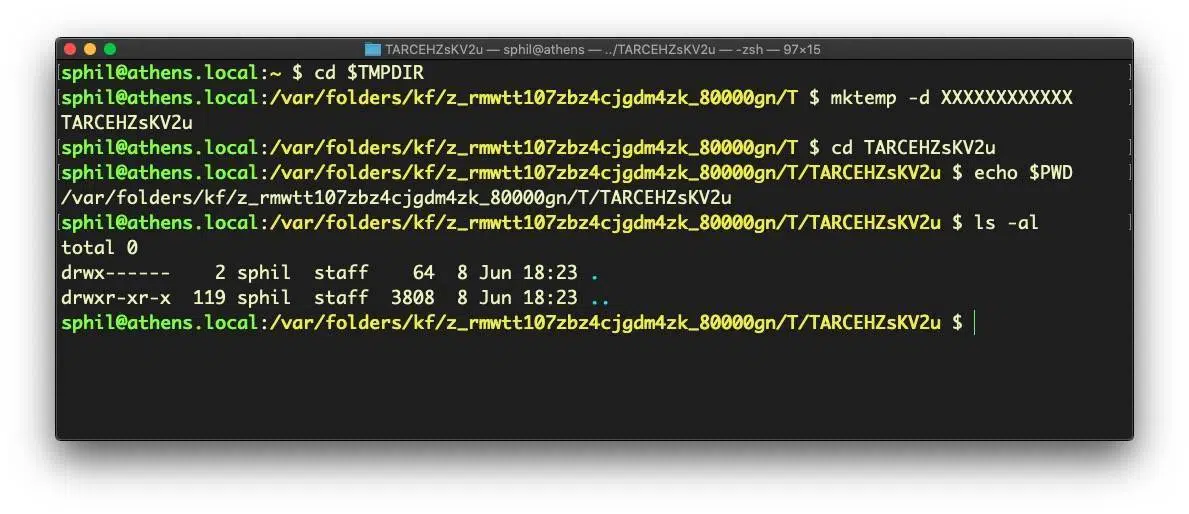 TARCEHZsKV2u — sphil@athens — ../TARCEHZsKV2u — -zsh — 97×15
sphil@athens.local:~ $ cd $TMPDIR
sphil@athens.local:/var/folders/kf/z_rmwtt107zbz4cjgdm4zk_80000gn/T $ mktemp -d XXXXXXXXXXXX
TARCEHZsKV2u
sphil@athens.local:/var/folders/kf/z_rmwtt107zbz4cjgdm4zk_80000gn/T $ cd TARCEHZsKV2u
sphil@athens.local:/var/folders/kf/z_rmwtt107zbz4cjgdm4zk_80000gn/T/TARCEHZsKV2u $ echo $PWD
/var/folders/kf/z_rmwtt107zbz4cjgdm4zk_80000gn/T/TARCEHZsKV2u
sphil@athens.local:/var/folders/kf/z_rmwtt107zbz4cjgdm4zk_80000gn/T/TARCEHZsKV2u $ ls -al
total 0
drwx------    2 sphil  staff    64  8 Jun 18:23 .
drwxr-xr-x  119 sphil  staff  3808  8 Jun 18:23 ..
sphil@athens.local:/var/folders/kf/z_rmwtt107zbz4cjgdm4zk_80000gn/T/TARCEHZsKV2u $